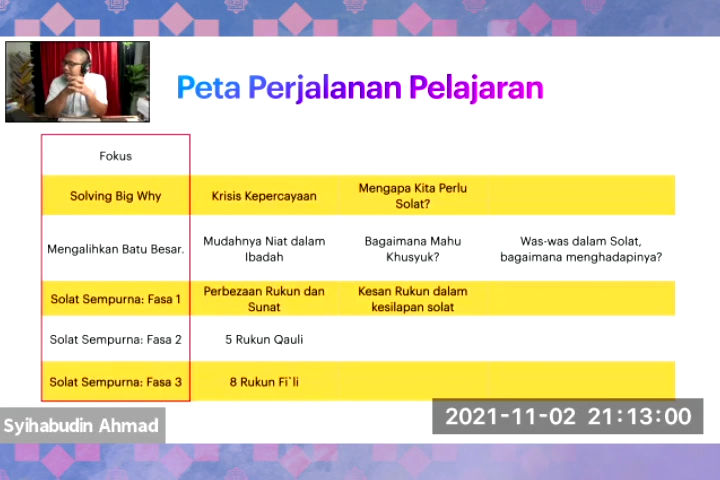 Peta Perjalanan Pelajaran
Fokus
Solving Big Why
Krisis Kepercayaan
Mengapa Kita Perlu
Solat?
Mengalihkan Batu Besar.
Mudahnya Niat dalam
Ibadah
Bagaimana Mahu
Khusyuk?
Was-was dalam Solat,
bagaimana menghadapinya?
Solat Sempurna: Fasa 1
Perbezaan Rukun dan
Sunat
Kesan Rukun dalam
kesilapan solat
Solat Sempurna: Fasa 2
5 Rukun Qauli
Solat Sempurna: Fasa 3
8 Rukun Fi`li
Syihabudin Ahmad
2021-11-02 21:13:00